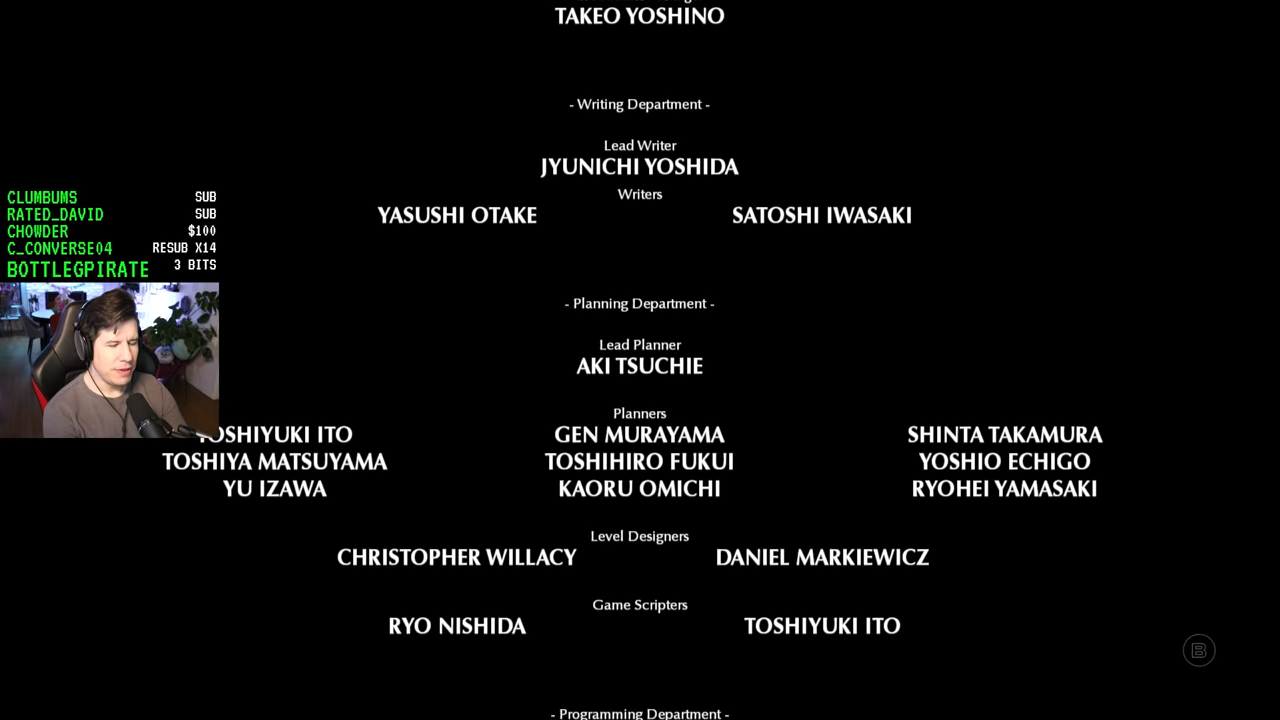 TAKEO YOSHINO
- Writing Department -
Lead Writer
JYUNICHI YOSHIDA
Writers
YASUSHI OTAKE SATOSHI IWASAKI
CLUMBUMS SUB
RATED_DAVID SUB
CHOWDER $100
C_CONVERSE04 RESUB X14
BOTTLEGPIRATE 3 BITS
- Planning Department -
Lead Planner
AKI TSUCHIE
Planners
TOSHIYUKI ITO GEN MURAYAMA SHINTA TAKAMURA
TOSHIYA MATSUYAMA TOSHIHIRO FUKUI YOSHIO ECHIGO
YU IZAWA KAORU OMICHI RYOHEI YAMASAKI
Level Designers
CHRISTOPHER WILLACY DANIEL MARKIEWICZ
Game Scripters
RYO NISHIDA TOSHIYUKI ITO
B
- Programming Department -